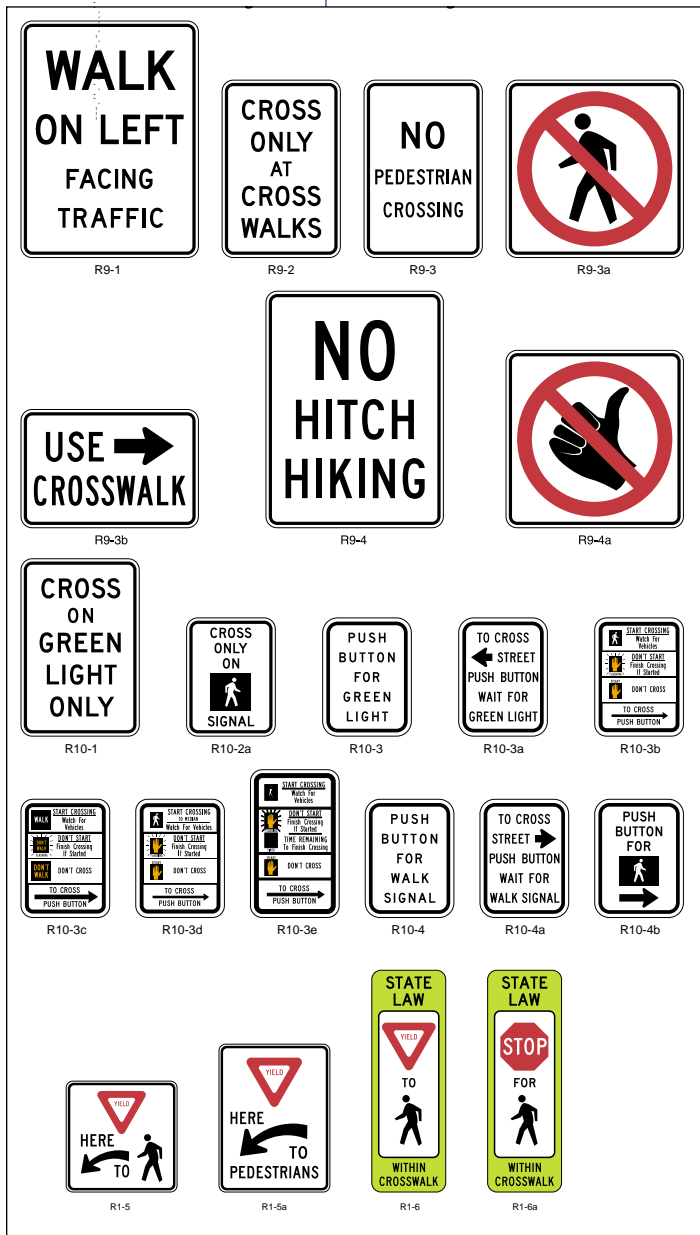 WALK
ON LEFT
FACING
TRAFFIC
R9-1
CROSS
ONLY
AT
CROSS
WALKS
R9-2
NO
PEDESTRIAN
CROSSING
R9-3
R9-3a
USE
CROSSWALK
R9-3b
NO
HITCH
HIKING
R9-4
R9-4a
CROSS
ON
GREEN
LIGHT
ONLY
R10-1
CROSS
ONLY
ON
SIGNAL
R10-2a
PUSH
BUTTON
FOR
GREEN
LIGHT
R10-3
TO CROSS
STREET
PUSH BUTTON
WAIT FOR
GREEN LIGHT
R10-3a
START CROSSING
Watch For
Vehicles
DON'T START
Finish Crossing
If Started
DON'T CROSS
TO CROSS
PUSH BUTTON
R10-3b
WALK
START CROSSING
Watch For
Vehicles
DON'T
WALK
DON'T START
Finish Crossing
If Started
DON'T
WALK
DON'T CROSS
TO CROSS
PUSH BUTTON
R10-3c
START CROSSING
TO MEDIAN
Watch For Vehicles
DON'T START
Finish Crossing
If Started
DON'T CROSS
TO CROSS
PUSH BUTTON
R10-3d
START CROSSING
Watch For
Vehicles
DON'T START
Finish Crossing
If Started
TIME REMAINING
To Finish Crossing
DON'T CROSS
TO CROSS
PUSH BUTTON
R10-3e
PUSH
BUTTON
FOR
WALK
SIGNAL
R10-4
TO CROSS
STREET
PUSH BUTTON
WAIT FOR
WALK SIGNAL
R10-4a
PUSH
BUTTON
FOR
R10-4b
YIELD
HERE
TO
R1-5
YIELD
HERE
TO
PEDESTRIANS
R1-5a
STATE
LAW
YIELD
TO
WITHIN
CROSSWALK
R1-6
STATE
LAW
STOP
FOR
WITHIN
CROSSWALK
R1-6a